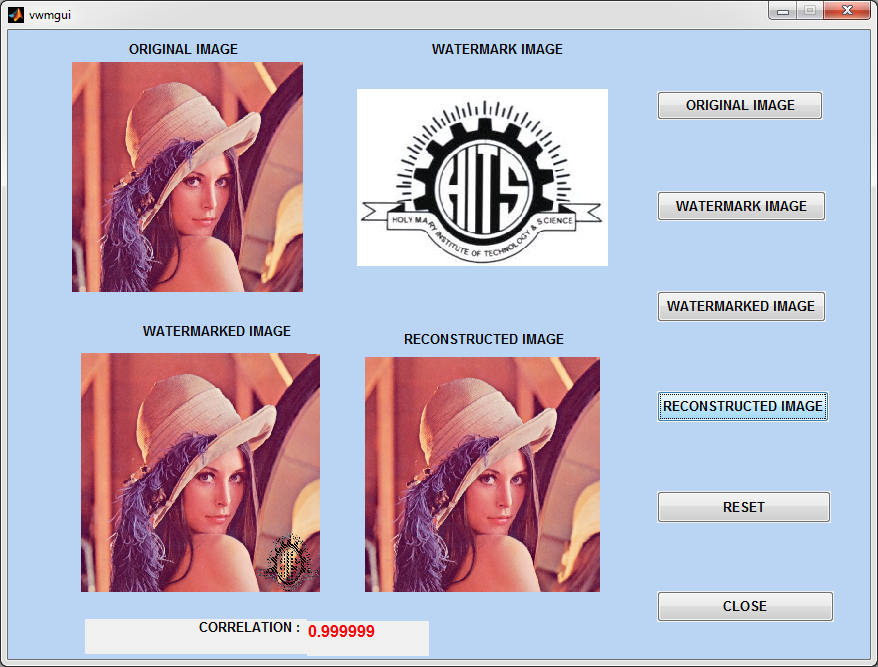 vwmgui
ORIGINAL IMAGE
WATERMARK IMAGE
ORIGINAL IMAGE
HITS
HOLY MARY INSTITUTE OF TECHNOLOGY & SCIENCE
WATERMARK IMAGE
WATERMARKED IMAGE
WATERMARKED IMAGE
RECONSTRUCTED IMAGE
RECONSTRUCTED IMAGE
RESET
CLOSE
CORRELATION : 0.999999